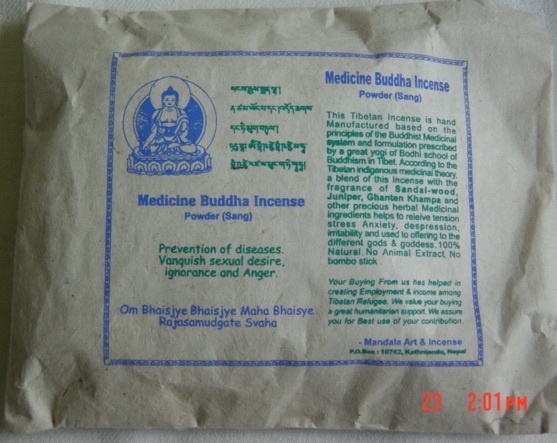 Medicine Buddha Incense
Powder (Sang)
Prevention of diseases.
Vanquish sexual desire,
ignorance and Anger.
Om Bhaisjye Bhaisjye Maha Bhaisye
Rajasamudgate Svaha
Medicine Buddha Incense
Powder (Sang)
This Tibetan Incense is hand
Manufactured based on the
principles of the Buddhist Medicinal
system and formulation prescribed
by a great yogi of Bodhi school of
Buddhism in Tibet. According to the
Tibetan indigenous medicinal theory,
a blend of this Incense with the
fragrance of Sandal-wood,
Juniper, Ghanten Khampa and
other precious herbal Medicinal
ingredients helps to releive tension
stress Anxiety, despression,
irritability and used to offering to the
different gods & goddess. 100%
Natural. No Animal Extract, No
bombo stick
Your Buying From us has helped in
creating Employment & income among
Tibetan Refugee. We value your buying
a great humanitarian support. We assure
you for Best use of your contribution.
- Mandala Art & Incense
P.O.Box : 10762, Kathmandu, Nepal
23 2:01PM